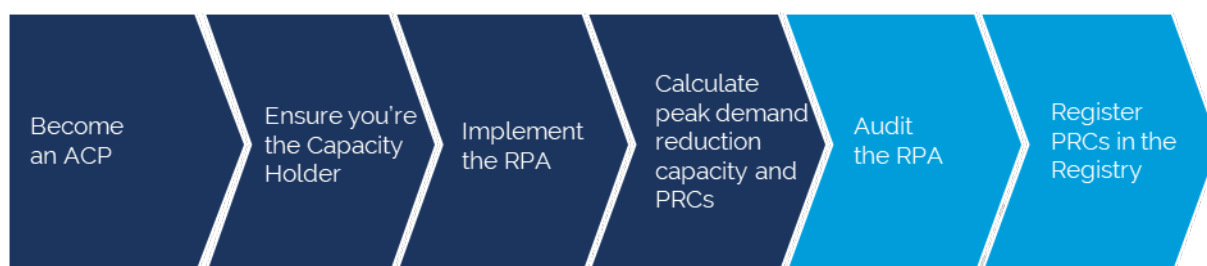 Become
an ACP
Ensure you're
the Capacity
Holder
Implement
the RPA
Calculate
peak demand
reduction
capacity and
PRCs
Audit
the RPA
Register
PRCs in the
Registry